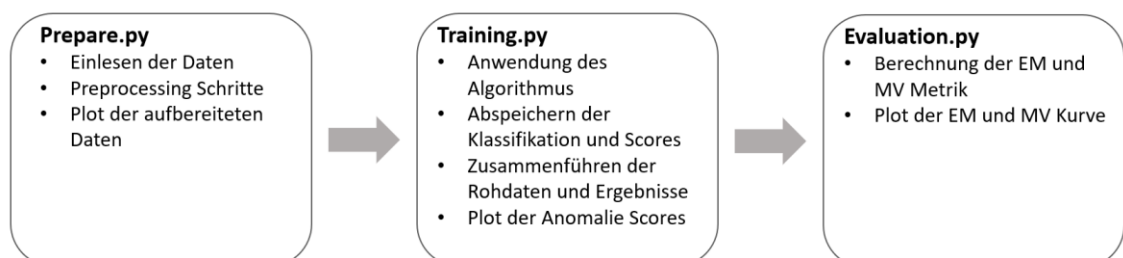 Prepare.py
• Einlesen der Daten
• Preprocessing Schritte
• Plot der aufbereiteten
Daten
Training.py
• Anwendung des
Algorithmus
• Abspeichern der
Klassifikation und Scores
• Zusammenführen der
Rohdaten und Ergebnisse
• Plot der Anomalie Scores
Evaluation.py
• Berechnung der EM und
MV Metrik
• Plot der EM und MV Kurve